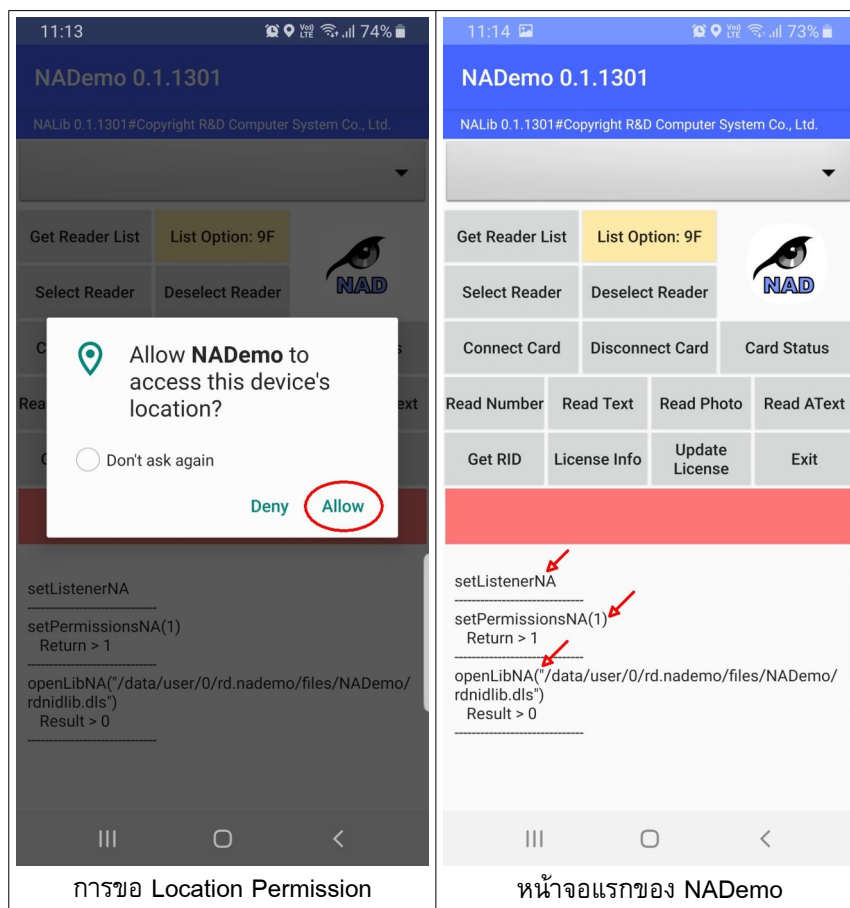 11:13
Vo)) LTE 74%
NADemo 0.1.1301
NALib 0.1.1301#Copyright R&D Computer System Co., Ltd.
Get Reader List List Option: 9F
NAD
Select Reader Deselect Reader
Allow NADemo to
access this device's
location?
Don't ask again
Deny Allow
setListenerNA
setPermissionsNA(1)
Return > 1
openLibNA("/data/user/0/rd.nademo/files/NADemo/
rdnidlib.dls")
Result > 0
การขอ Location Permission
11:14
Vo)) LTE 73%
NADemo 0.1.1301
NALib 0.1.1301#Copyright R&D Computer System Co., Ltd.
Get Reader List List Option: 9F
NAD
Select Reader Deselect Reader
Connect Card Disconnect Card Card Status
Read Number Read Text Read Photo Read AText
Get RID License Info Update License Exit
setListenerNA
-----------------------------
setPermissionsNA(1)
Return > 1
-----------------------------
openLibNA("/data/user/0/rd.nademo/files/NADemo/
rdnidlib.dls")
Result > 0
-----------------------------
หน้าจอแรกของ NADemo